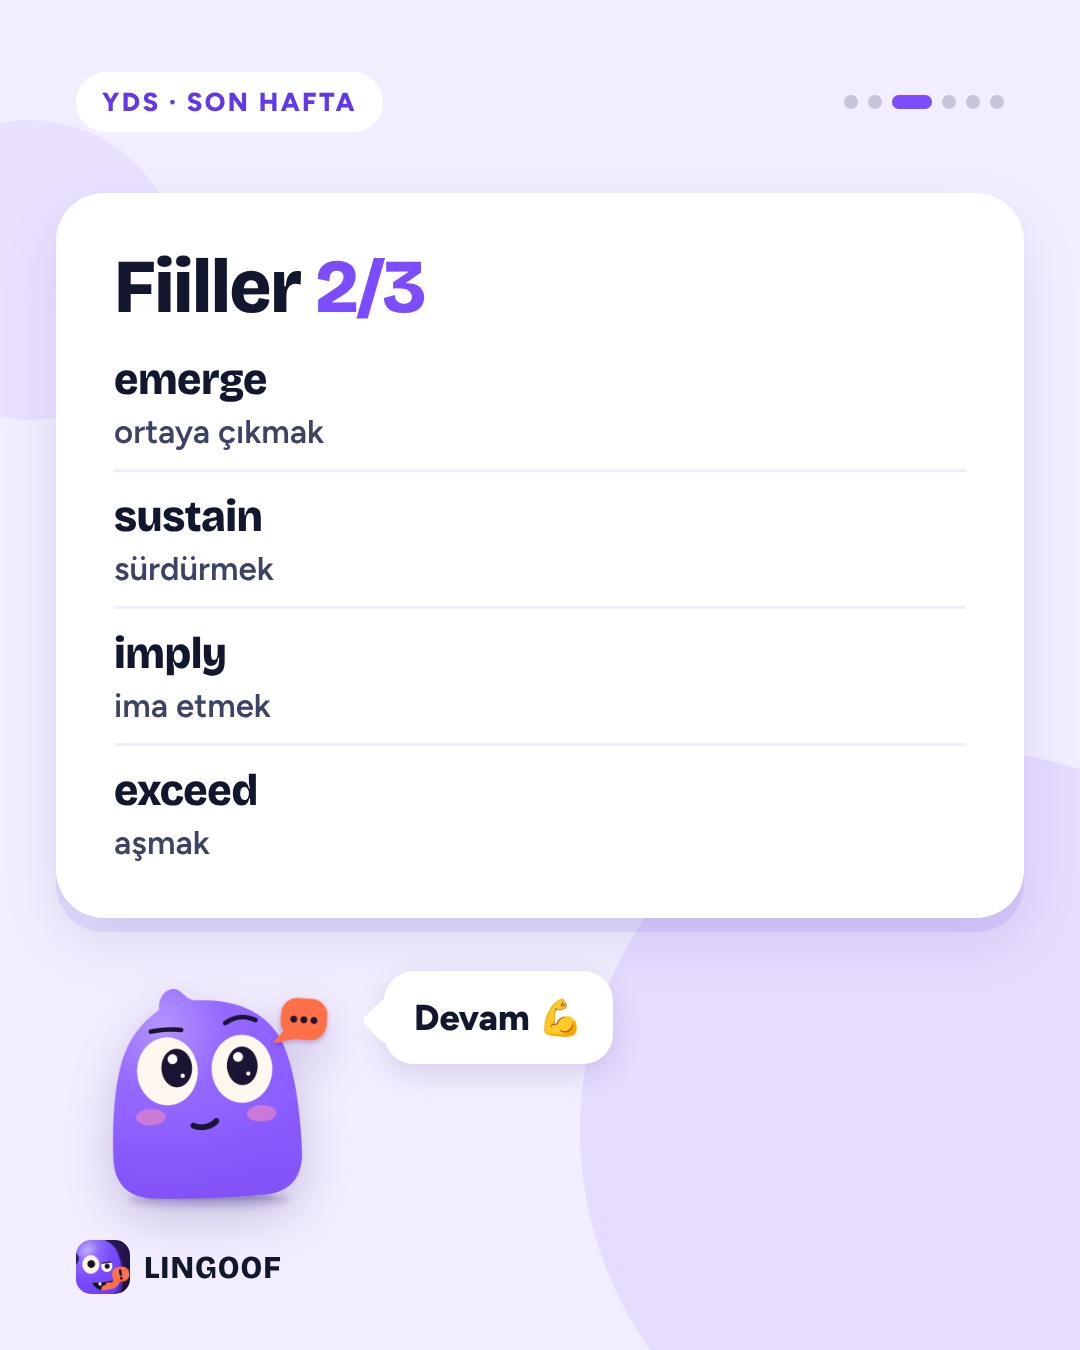 YDS · SON HAFTA
Fiiller 2/3
emerge
ortaya çıkmak
sustain
sürdürmek
imply
ima etmek
exceed
aşmak
Devam 💪
LINGOOF